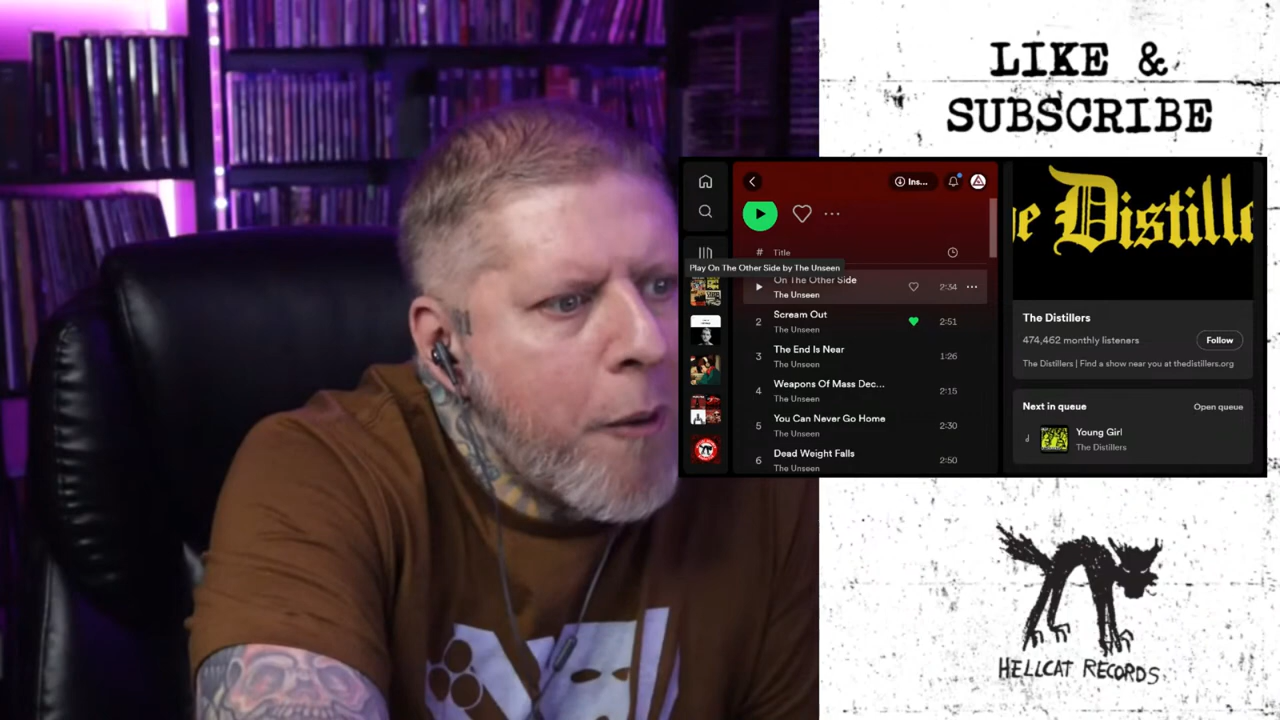 LIKE &
SUBSCRIBE
Ins...
# Title
Play On The Other Side by The Unseen
On The Other Side
The Unseen
2:34
2
Scream Out
The Unseen
2:51
3
The End Is Near
The Unseen
1:26
4
Weapons Of Mass Dec...
The Unseen
2:15
5
You Can Never Go Home
The Unseen
2:30
6
Dead Weight Falls
The Unseen
2:50
e Distille
The Distillers
474,462 monthly listeners
Follow
The Distillers | Find a show near you at thedistillers.org
Next in queue
Open queue
Young Girl
The Distillers
HELLCAT RECORDS